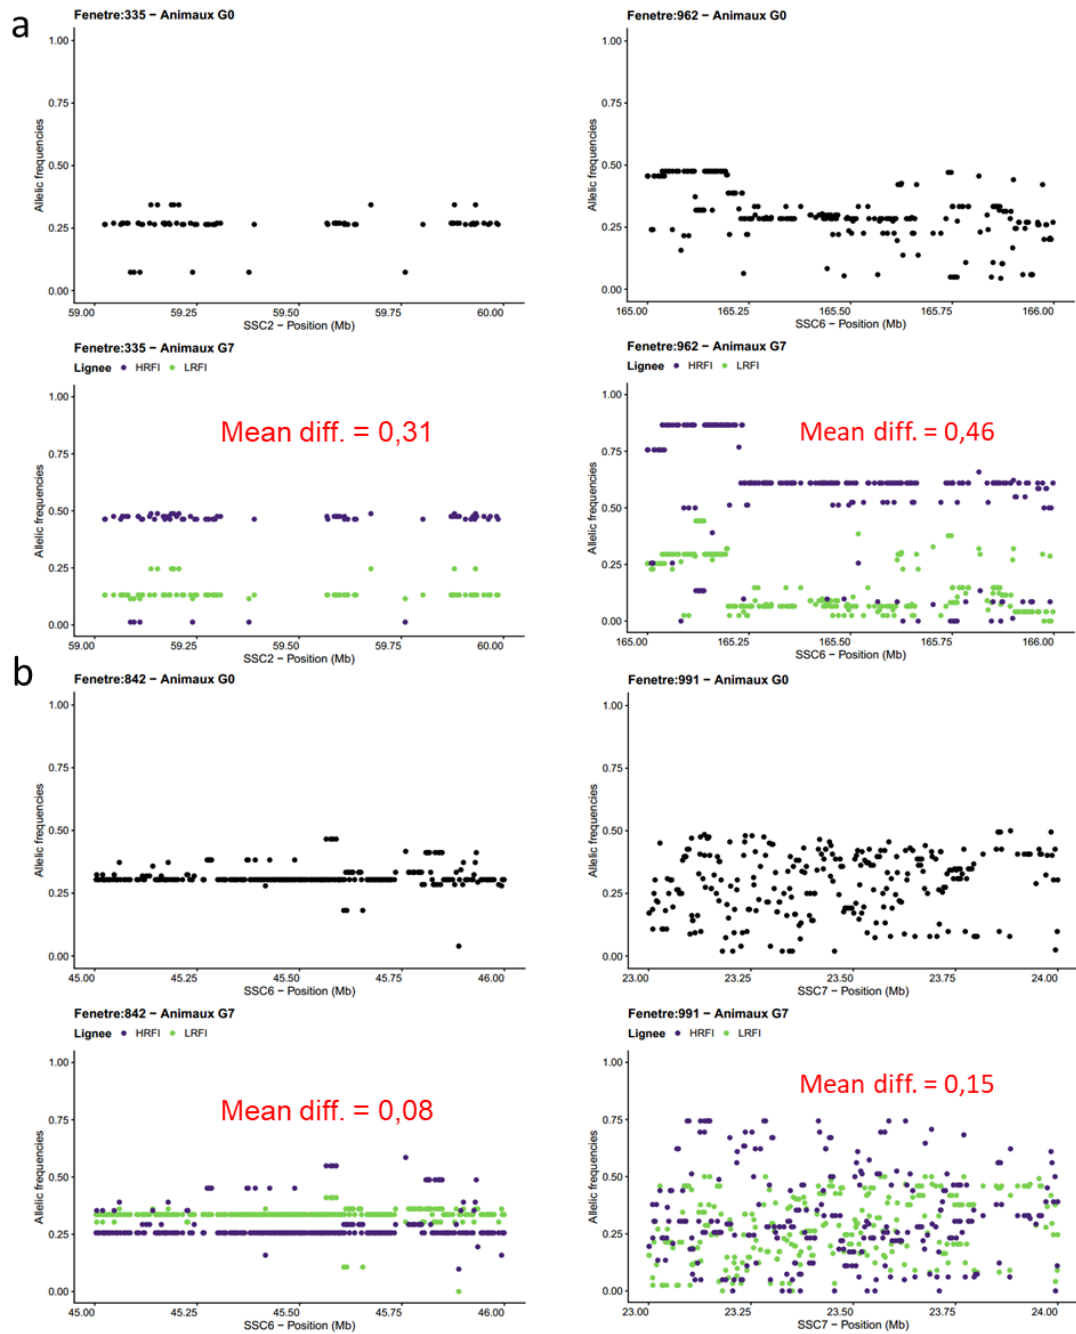 a
Fenetre:335 – Animaux G0
1.00
0.75
0.50
0.25
0.00
Allelic frequencies
59.00 59.25 59.50 59.75 60.00
SSC2 – Position (Mb)
Fenetre:962 – Animaux G0
1.00
0.75
0.50
0.25
0.00
Allelic frequencies
165.00 165.25 165.50 165.75 166.00
SSC6 – Position (Mb)
Fenetre:335 – Animaux G7
Lignee HRFI LRFI
Mean diff. = 0,31
1.00
0.75
0.50
0.25
0.00
Allelic frequencies
59.00 59.25 59.50 59.75 60.00
SSC2 – Position (Mb)
Fenetre:962 – Animaux G7
Lignee HRFI LRFI
Mean diff. = 0,46
1.00
0.75
0.50
0.25
0.00
Allelic frequencies
165.00 165.25 165.50 165.75 166.00
SSC6 – Position (Mb)
b
Fenetre:842 – Animaux G0
1.00
0.75
0.50
0.25
0.00
Allelic frequencies
45.00 45.25 45.50 45.75 46.00
SSC6 – Position (Mb)
Fenetre:991 – Animaux G0
1.00
0.75
0.50
0.25
0.00
Allelic frequencies
23.00 23.25 23.50 23.75 24.00
SSC7 – Position (Mb)
Fenetre:842 – Animaux G7
Lignee HRFI LRFI
Mean diff. = 0,08
1.00
0.75
0.50
0.25
0.00
Allelic frequencies
45.00 45.25 45.50 45.75 46.00
SSC6 – Position (Mb)
Fenetre:991 – Animaux G7
Lignee HRFI LRFI
Mean diff. = 0,15
1.00
0.75
0.50
0.25
0.00
Allelic frequencies
23.00 23.25 23.50 23.75 24.00
SSC7 – Position (Mb)